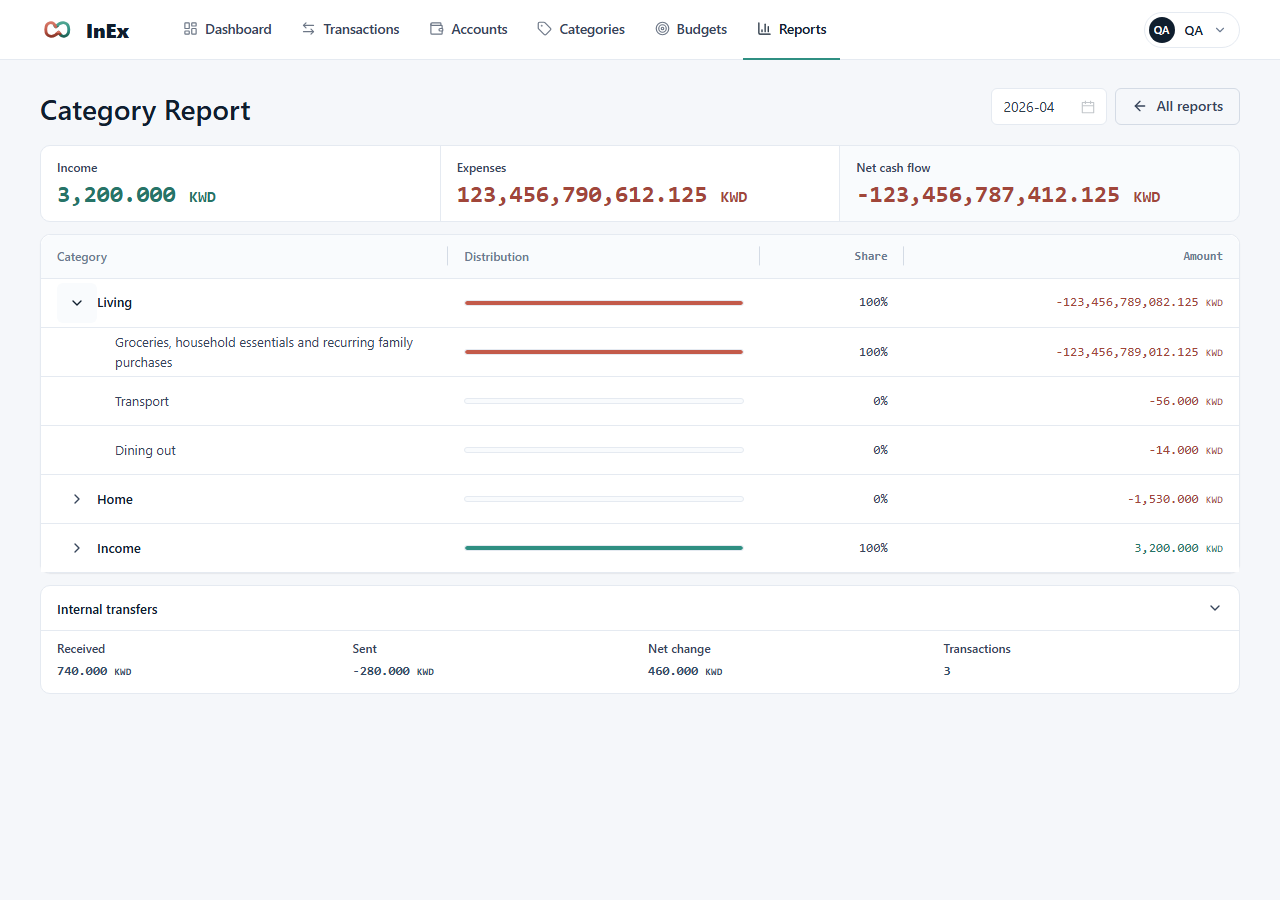 InEx
Dashboard
Transactions
Accounts
Categories
Budgets
Reports
QA QA
Category Report
2026-04
All reports
Income
3,200.000 KWD
Expenses
123,456,790,612.125 KWD
Net cash flow
-123,456,787,412.125 KWD
Category Distribution Share Amount
Living 100% -123,456,789,082.125 KWD
Groceries, household essentials and recurring family
purchases
100% -123,456,789,012.125 KWD
Transport 0% -56.000 KWD
Dining out 0% -14.000 KWD
Home 0% -1,530.000 KWD
Income 100% 3,200.000 KWD
Internal transfers
Received Sent Net change Transactions
740.000 KWD -280.000 KWD 460.000 KWD 3